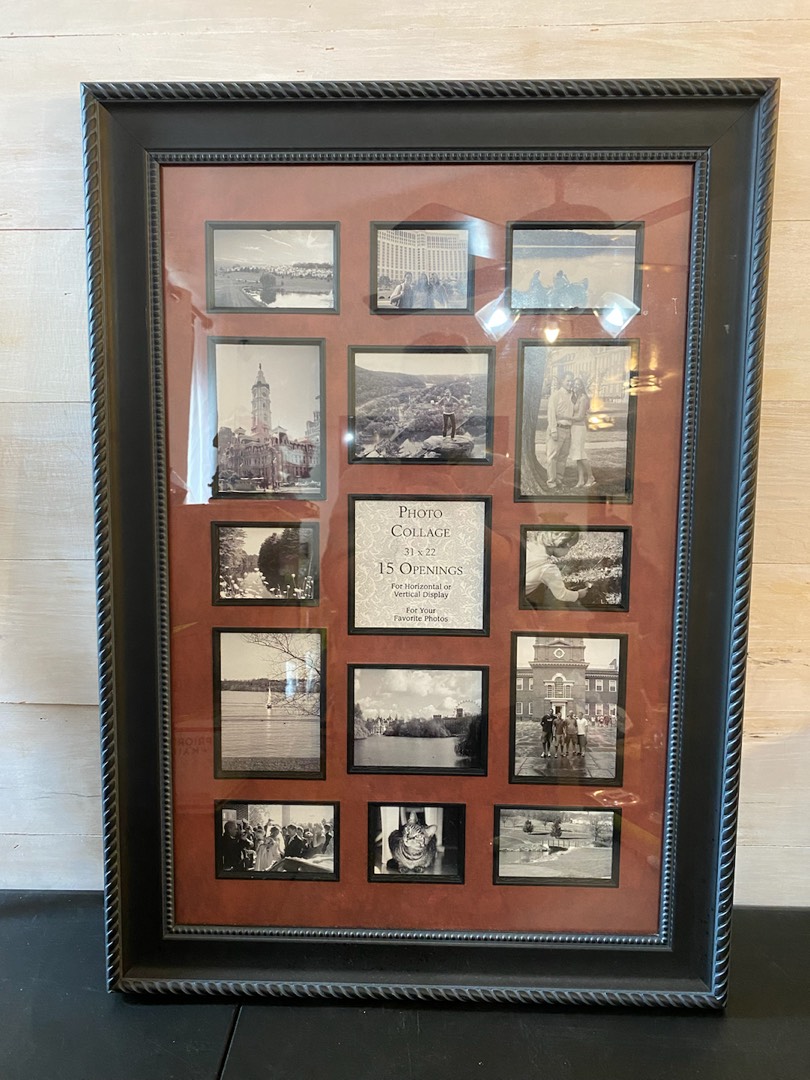 PHOTO
COLLAGE
31 x 22
15 OPENINGS
For Horizontal or
Vertical Display
For Your
Favorite Photos